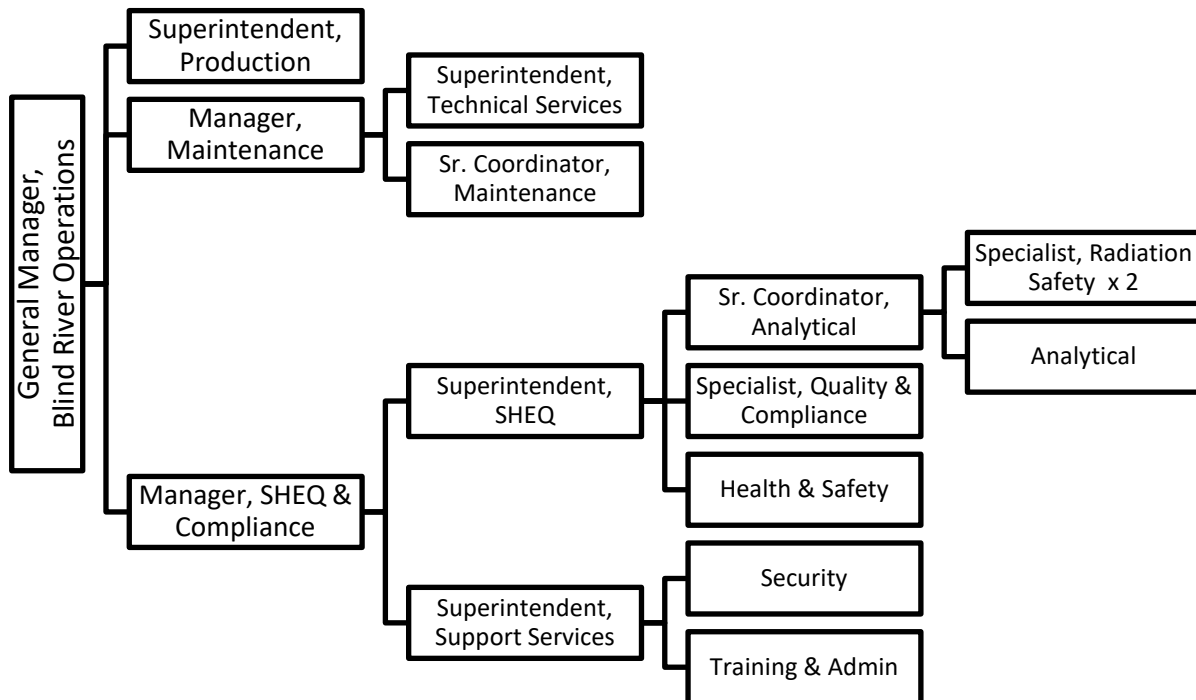 General Manager,
Blind River Operations
Superintendent,
Production
Manager,
Maintenance
Superintendent,
Technical Services
Sr. Coordinator,
Maintenance
Manager, SHEQ &
Compliance
Superintendent,
SHEQ
Sr. Coordinator,
Analytical
Specialist, Radiation
Safety x 2
Analytical
Specialist, Quality &
Compliance
Health & Safety
Superintendent,
Support Services
Security
Training & Admin